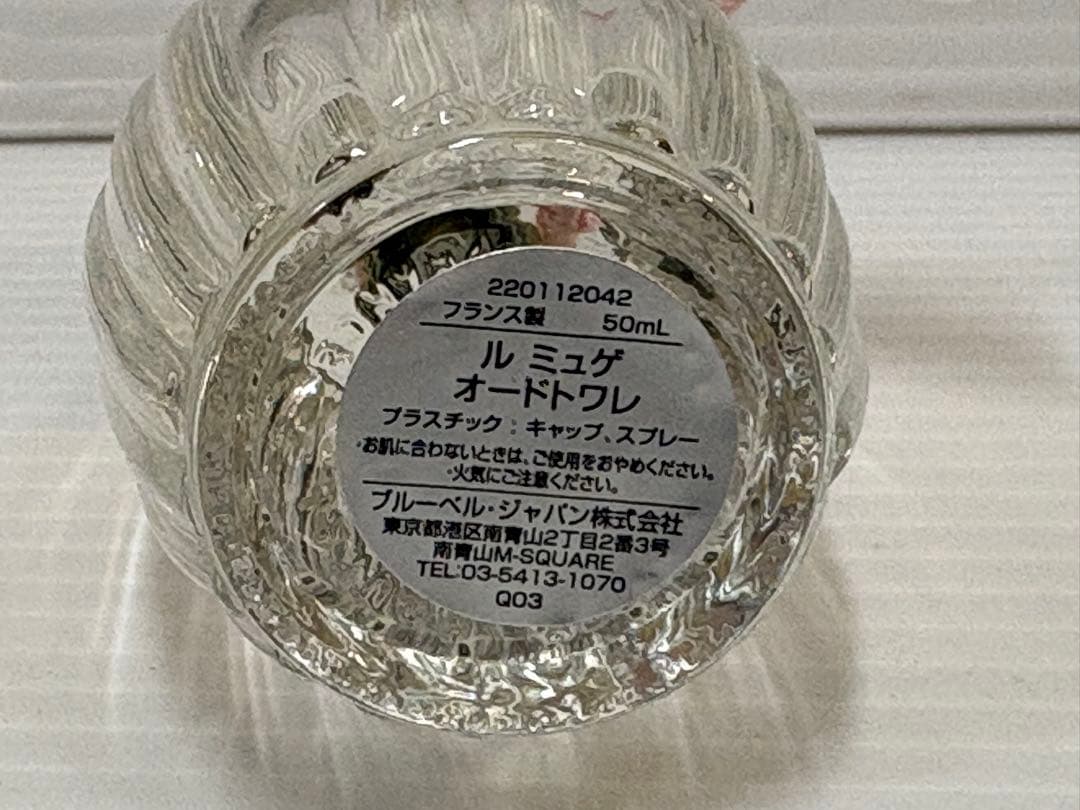 220112042
フランス製 50mL
ル ミュゲ
オードトワレ
プラスチック：キャップ、スプレー
・お肌に合わないときは、ご使用をおやめください。
・火気にご注意ください。
ブルーベル・ジャパン株式会社
東京都港区南青山2丁目2番3号
南青山M-SQUARE
TEL:03-5413-1070
Q03